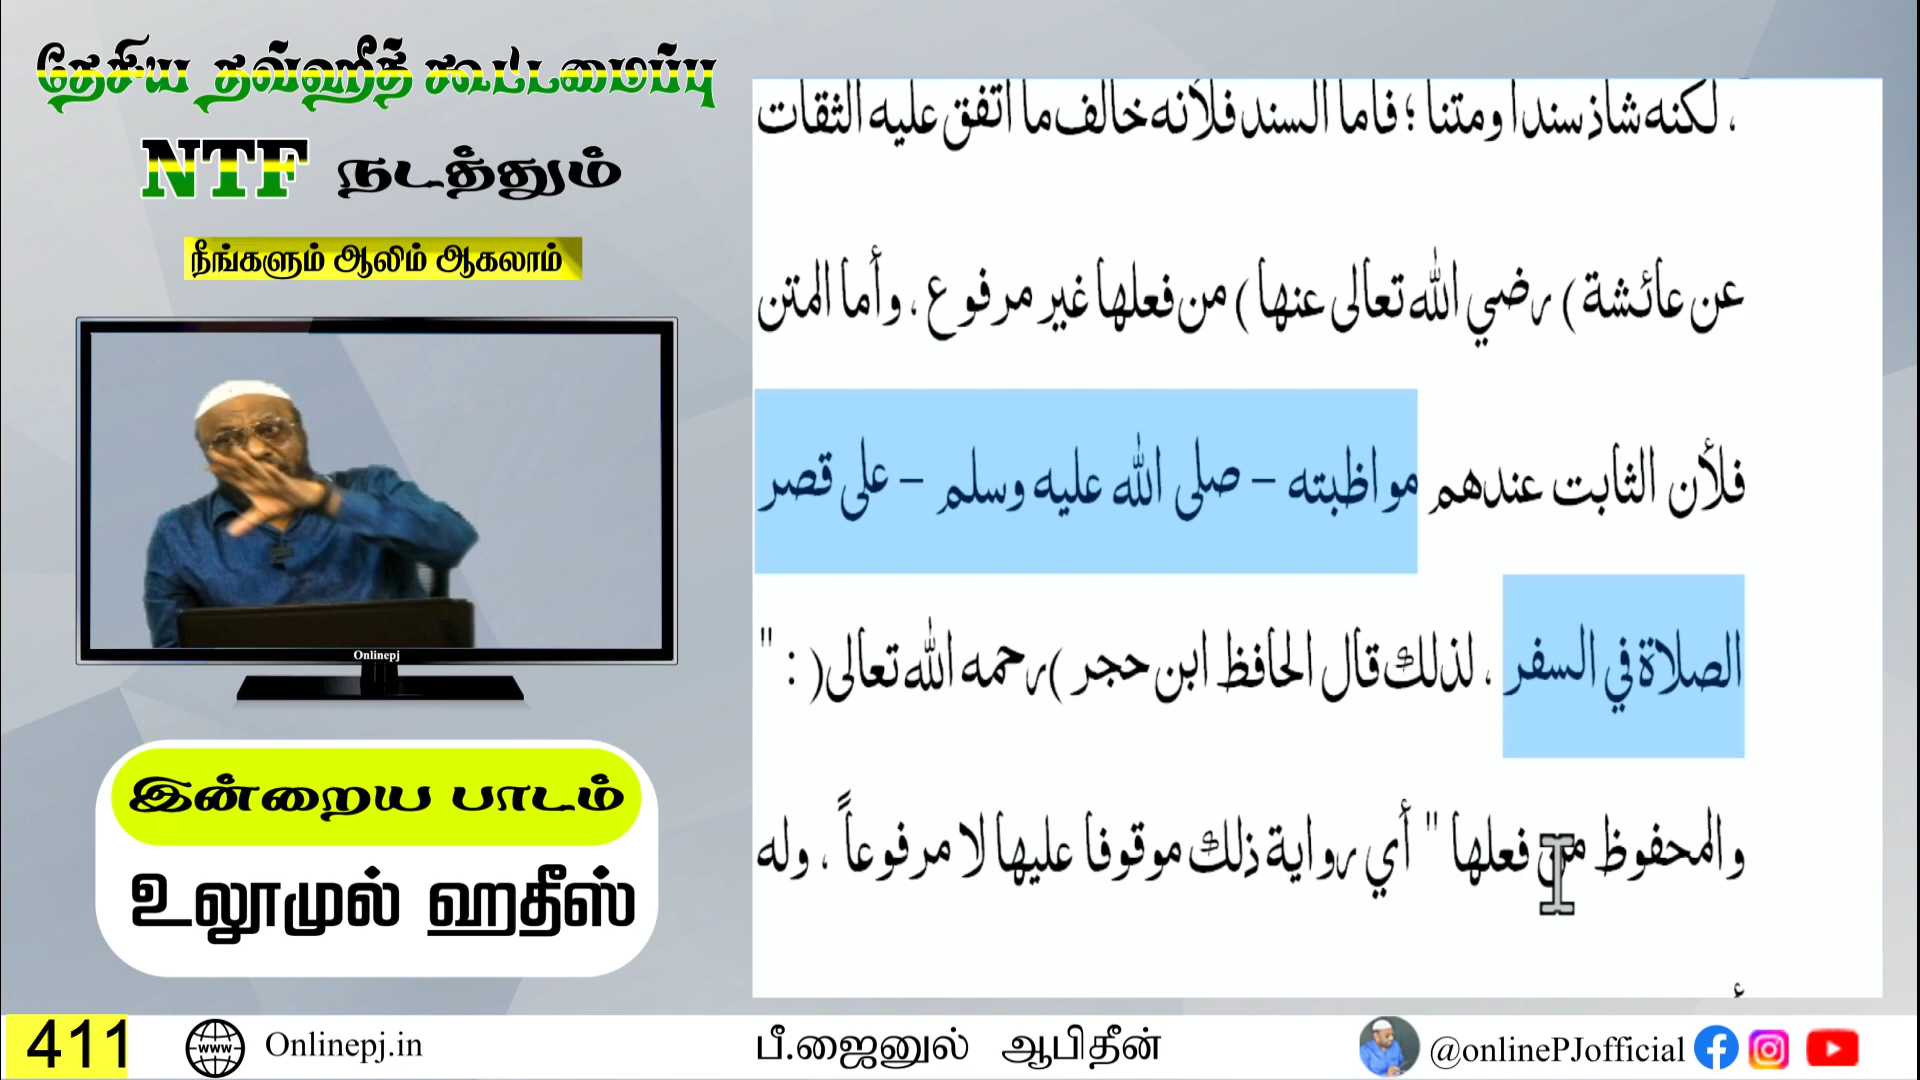 தேசிய தவ்ஹீத் கூட்டமைப்பு
NTF நடத்தும்
நீங்களும் ஆலிம் ஆகலாம்
Onlinepj
இன்றைய பாடம்
உலூமுல் ஹதீஸ்
، لكنه شاذ سندا ومتنا ؛ فأما السند فلأنه خالف ما اتفق عليه الثقات
عن عائشة ) رضي الله تعالى عنها ) من فعلها غير مرفوع ، وأما المتن
فلأن الثابت عندهم مواظبته – صلى الله عليه وسلم – على قصر
الصلاة في السفر ، لذلك قال الحافظ ابن حجر )رحمه الله تعالى( : "
والمحفوظ من فعلها " أي رواية ذلك موقوفا عليها لا مرفوعاً ، وله
411
www
Onlinepj.in
பீ.ஜைனுல் ஆபிதீன்
@onlinePJofficial